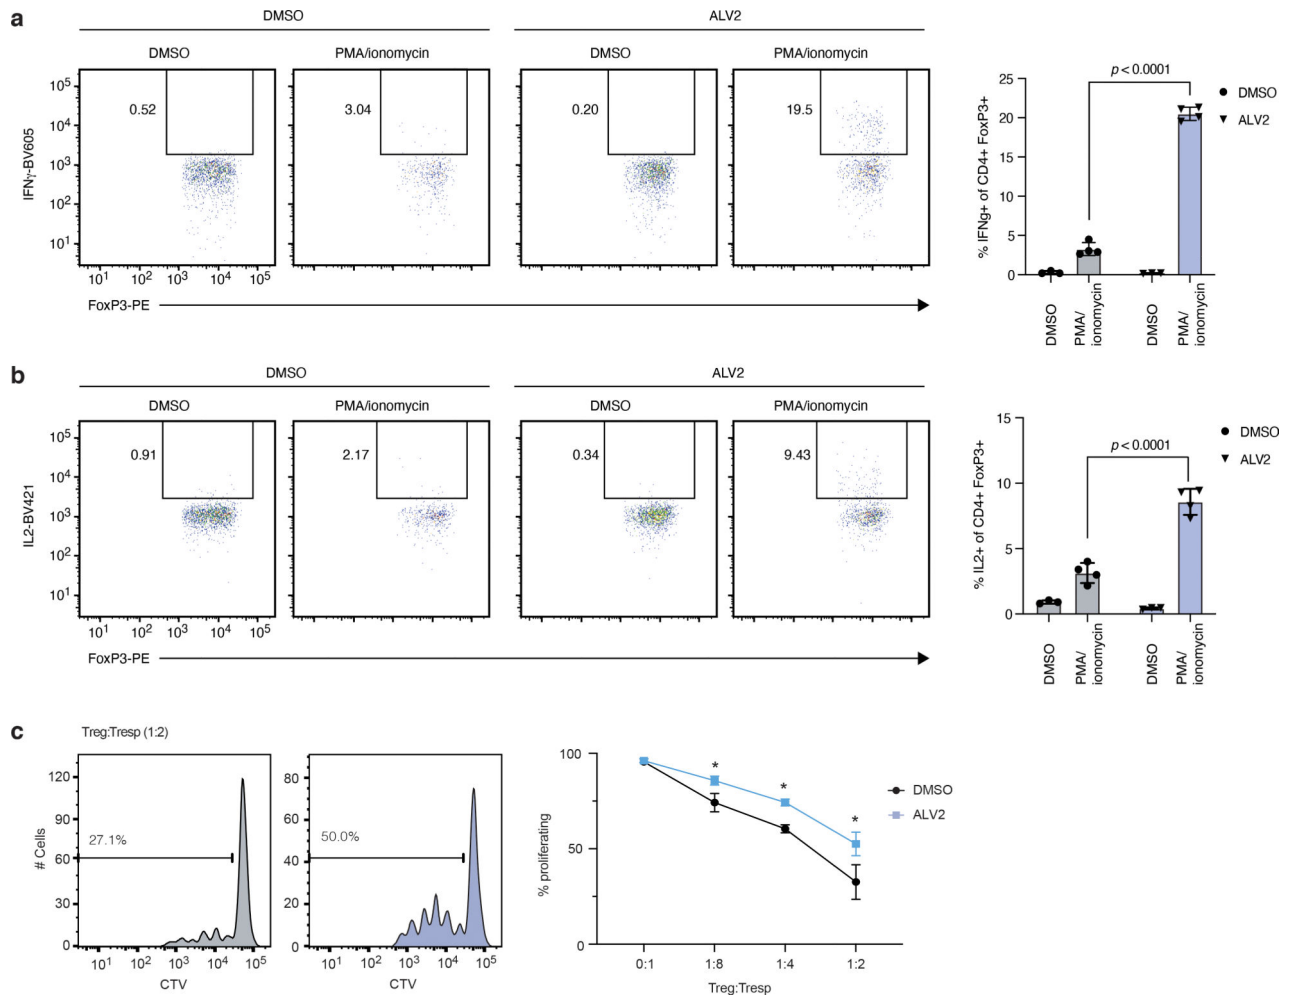 a
DMSO
ALV2
DMSO
PMA/ionomycin
DMSO
PMA/ionomycin
IFNγ-BV605
10⁵
10⁴
10³
10²
10¹
0.52
3.04
0.20
19.5
10¹ 10² 10³ 10⁴ 10⁵
FoxP3-PE
% IFNg+ of CD4+ FoxP3+
25
20
15
10
5
0
p < 0.0001
DMSO
ALV2
DMSO
PMA/
ionomycin
DMSO
PMA/
ionomycin
b
DMSO
ALV2
DMSO
PMA/ionomycin
DMSO
PMA/ionomycin
IL2-BV421
10⁵
10⁴
10³
10²
10¹
0.91
2.17
0.34
9.43
10¹ 10² 10³ 10⁴ 10⁵
FoxP3-PE
% IL2+ of CD4+ FoxP3+
15
10
5
0
p < 0.0001
DMSO
ALV2
DMSO
PMA/
ionomycin
DMSO
PMA/
ionomycin
c
Treg:Tresp (1:2)
# Cells
120
90
60
30
0
27.1%
10¹ 10² 10³ 10⁴ 10⁵
CTV
80
60
40
20
0
50.0%
10¹ 10² 10³ 10⁴ 10⁵
CTV
% proliferating
100
50
0
* * *
DMSO
ALV2
0:1 1:8 1:4 1:2
Treg:Tresp